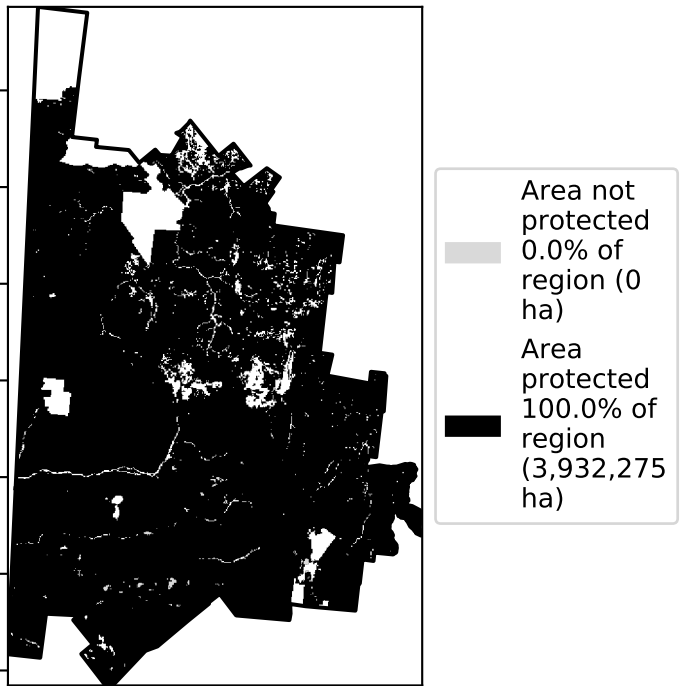 Area not
protected
0.0% of
region (0
ha)
Area
protected
100.0% of
region
(3,932,275
ha)